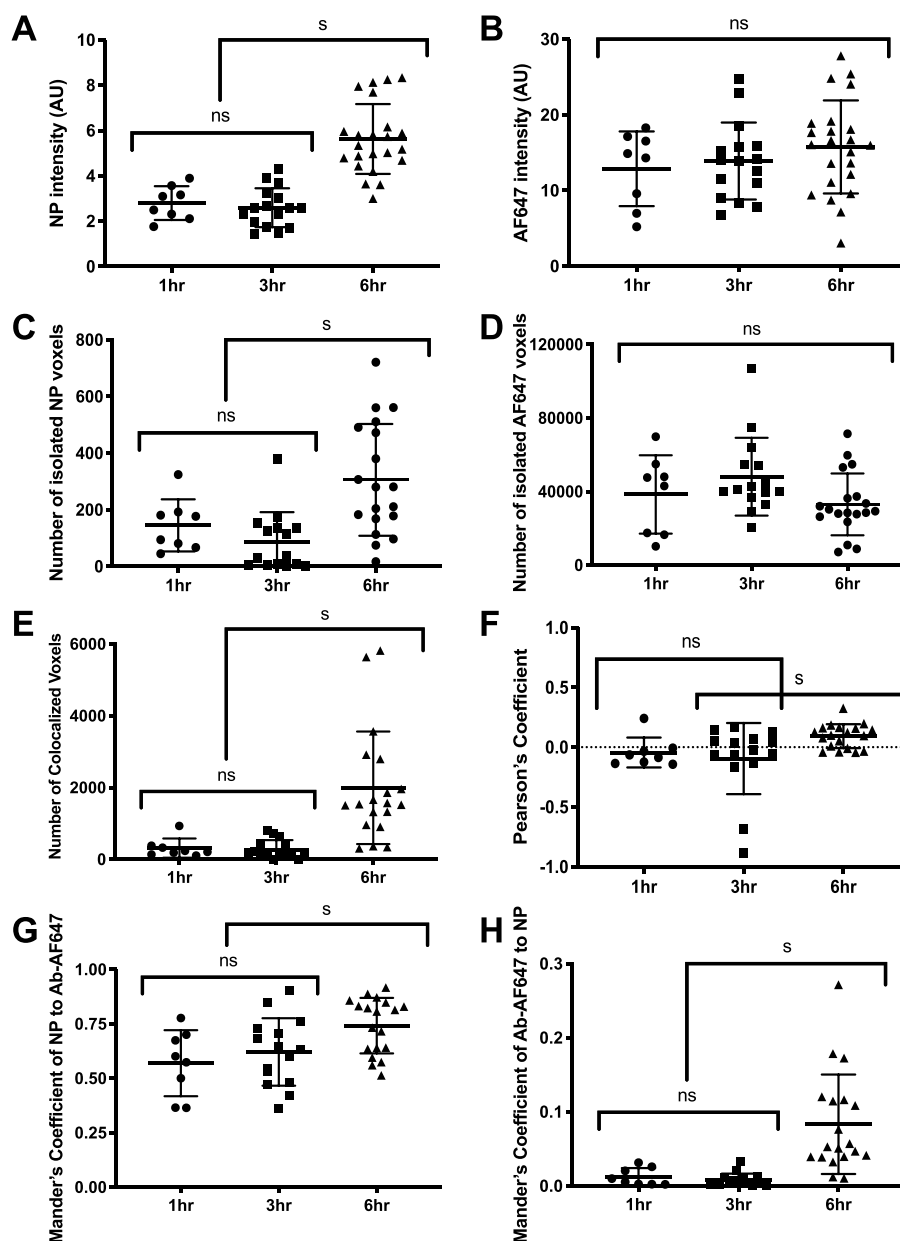 A
NP intensity (AU)
10
8
6
4
2
0
s
ns
1hr
3hr
6hr
B
AF647 intensity (AU)
30
20
10
0
ns
1hr
3hr
6hr
C
Number of isolated NP voxels
800
600
400
200
0
s
ns
1hr
3hr
6hr
D
Number of isolated AF647 voxels
120000
80000
40000
0
ns
1hr
3hr
6hr
E
Number of Colocalized Voxels
6000
4000
2000
0
s
ns
1hr
3hr
6hr
F
Pearson's Coefficient
1.0
0.5
0.0
-0.5
-1.0
ns
s
1hr
3hr
6hr
G
Mander's Coefficient of NP to Ab-AF647
1.00
0.75
0.50
0.25
0.00
s
ns
1hr
3hr
6hr
H
Mander's Coefficient of Ab-AF647 to NP
0.3
0.2
0.1
0.0
s
ns
1hr
3hr
6hr